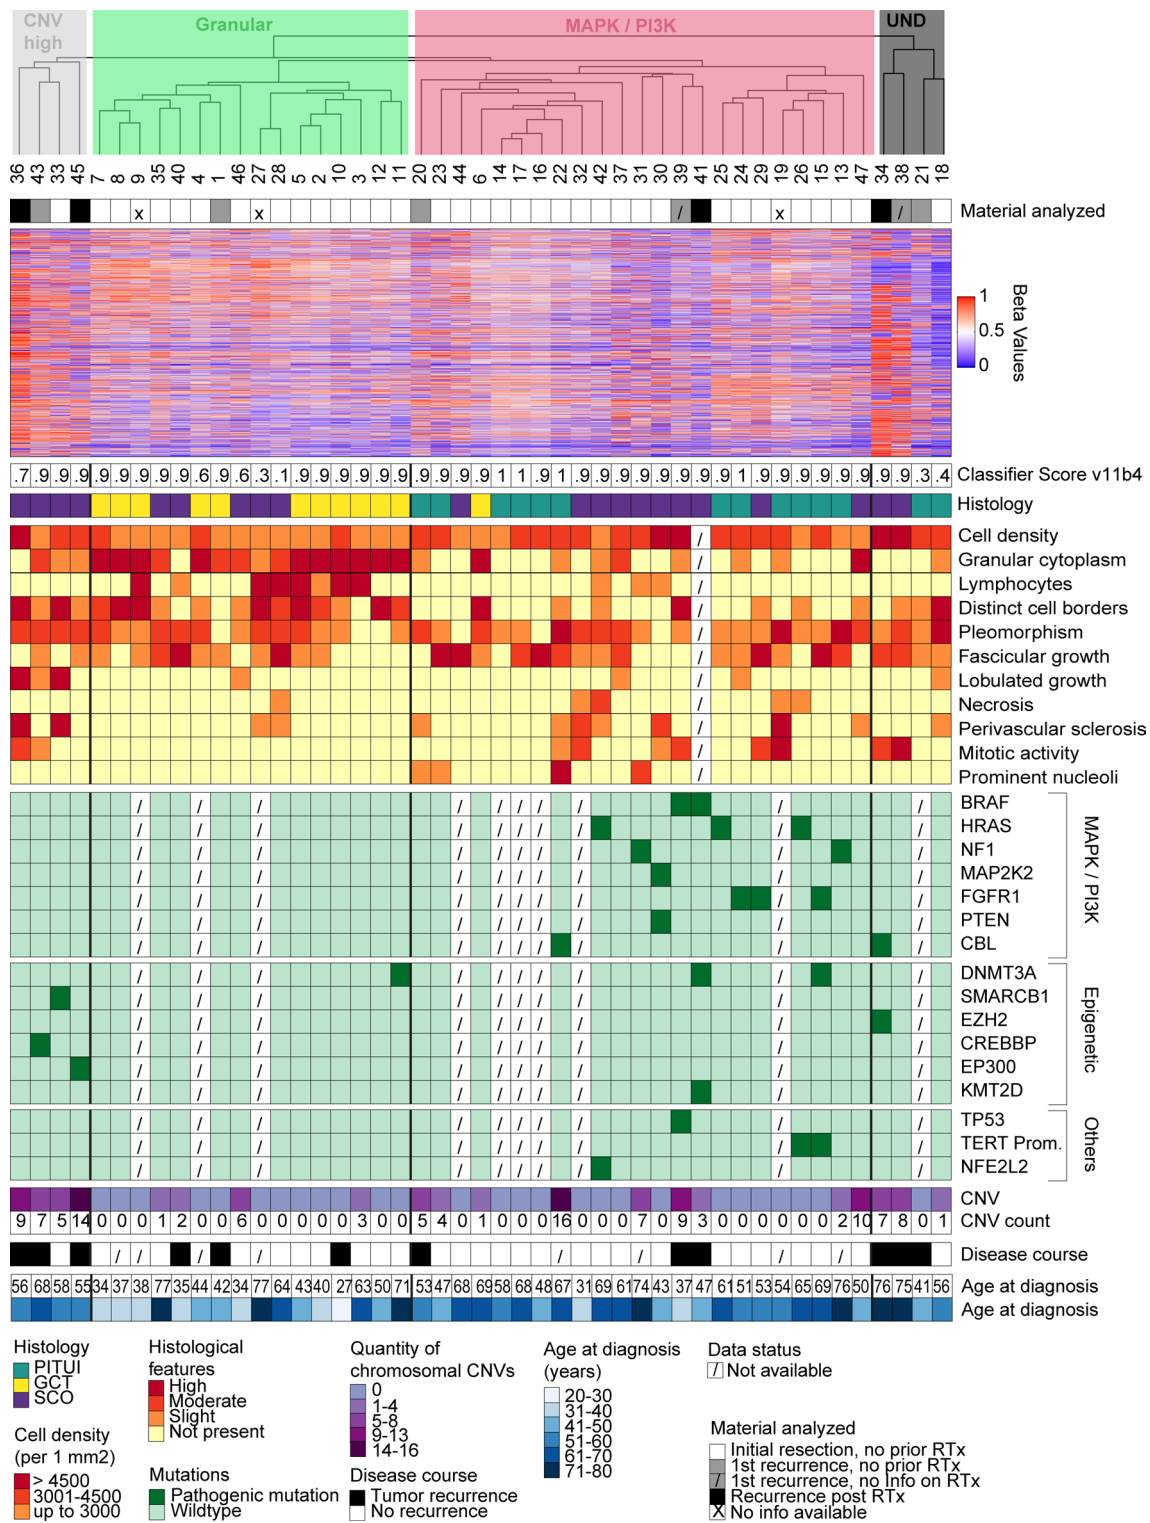 CNV high
Granular
MAPK / PI3K
UND
36 43 33 45 7 8 9 35 40 4 1 46 27 28 5 2 10 3 12 11 20 23 44 6 14 17 16 22 32 42 37 31 30 39 41 25 24 29 19 26 15 13 47 34 38 21 18
x x / x / Material analyzed
1
0.5
0
Beta Values
.7 .9 .9 .9 .9 .9 .9 .9 .9 .6 .9 .6 .3 .1 .9 .9 .9 .9 .9 .9 .9 .9 .9 .9 1 1 .9 1 .9 .9 .9 .9 .9 .9 .9 .9 1 .9 .9 .9 .9 .9 .9 .9 .9 .3 .4 Classifier Score v11b4
Histology
/ Cell density
/ Granular cytoplasm
/ Lymphocytes
/ Distinct cell borders
/ Pleomorphism
/ Fascicular growth
/ Lobulated growth
/ Necrosis
/ Perivascular sclerosis
/ Mitotic activity
/ Prominent nucleoli
/ / / / / / / / / / BRAF
/ / / / / / / / / / HRAS
/ / / / / / / / / / NF1
/ / / / / / / / / / MAP2K2
/ / / / / / / / / / FGFR1
/ / / / / / / / / / PTEN
/ / / / / / / / / / CBL
MAPK / PI3K
/ / / / / / / / / / DNMT3A
/ / / / / / / / / / SMARCB1
/ / / / / / / / / / EZH2
/ / / / / / / / / / CREBBP
/ / / / / / / / / / EP300
/ / / / / / / / / / KMT2D
Epigenetic
/ / / / / / / / / / TP53
/ / / / / / / / / / TERT Prom.
/ / / / / / / / / / NFE2L2
Others
CNV
9 7 5 14 0 0 0 1 2 0 0 6 0 0 0 0 0 3 0 0 5 4 0 1 0 0 0 16 0 0 0 7 0 9 3 0 0 0 0 0 0 2 10 7 8 0 1 CNV count
/ / / / / / / / Disease course
56 68 58 55 34 37 38 77 35 44 42 34 77 64 43 40 27 63 50 71 53 47 68 69 58 68 48 67 31 69 61 74 43 37 47 61 51 53 54 65 69 76 50 76 75 41 56 Age at diagnosis
Age at diagnosis
Histology
PITUI
GCT
SCO
Cell density
(per 1 mm2)
> 4500
3001-4500
up to 3000
Histological
features
High
Moderate
Slight
Not present
Mutations
Pathogenic mutation
Wildtype
Quantity of
chromosomal CNVs
0
1-4
5-8
9-13
14-16
Disease course
Tumor recurrence
No recurrence
Age at diagnosis
(years)
20-30
31-40
41-50
51-60
61-70
71-80
Data status
/ Not available
Material analyzed
Initial resection, no prior RTx
1st recurrence, no prior RTx
/ 1st recurrence, no Info on RTx
Recurrence post RTx
X No info available